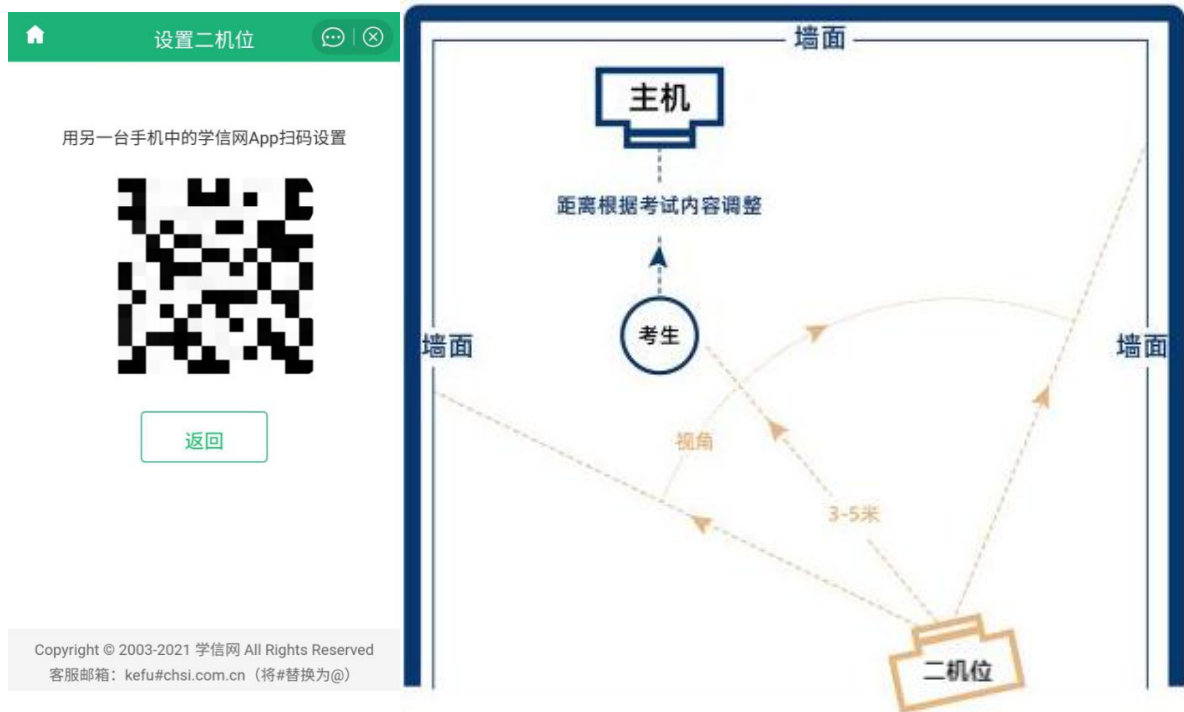 设置二机位
用另一台手机中的学信网App扫码设置
返回
Copyright © 2003-2021 学信网 All Rights Reserved
客服邮箱：kefu#chsi.com.cn（将#替换为@）
墙面
主机
距离根据考试内容调整
考生
墙面
墙面
视角
3-5米
二机位